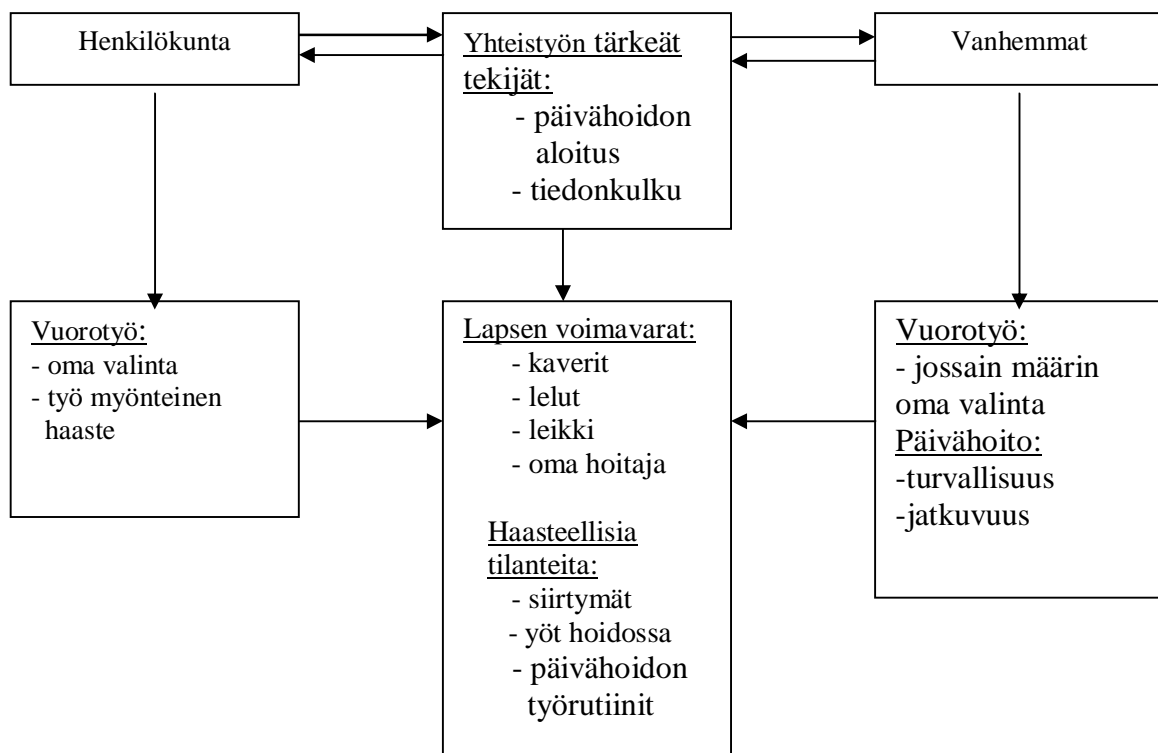 Henkilökunta
Yhteistyön tärkeät
tekijät:
- päivähoidon
aloitus
- tiedonkulku
Vanhemmat
Vuorotyö:
- oma valinta
- työ myönteinen
haaste
Lapsen voimavarat:
- kaverit
- lelut
- leikki
- oma hoitaja
Haasteellisia
tilanteita:
- siirtymät
- yöt hoidossa
- päivähoidon
työrutiinit
Vuorotyö:
- jossain määrin
oma valinta
Päivähoito:
-turvallisuus
-jatkuvuus